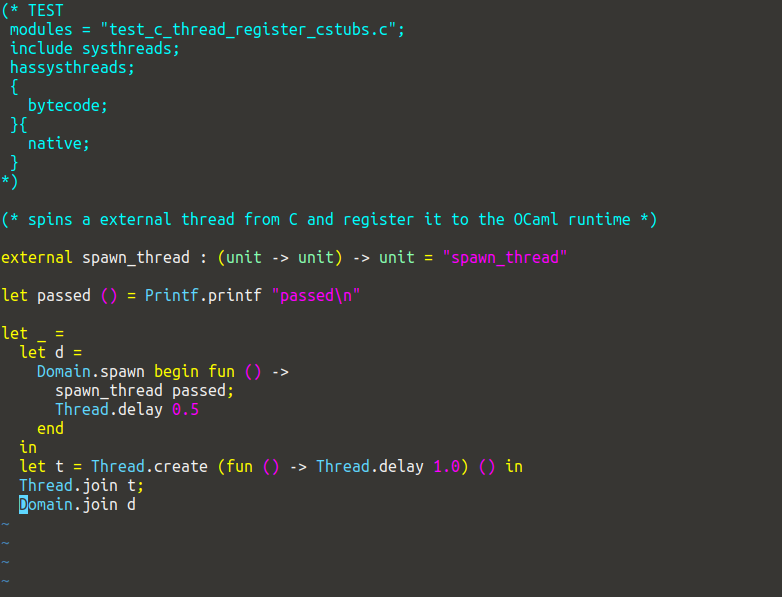 (* TEST
 modules = "test_c_thread_register_cstubs.c";
 include systhreads;
 hassysthreads;
 {
   bytecode;
 }{
   native;
 }
*)
(* spins a external thread from C and register it to the OCaml runtime *)
external spawn_thread : (unit -> unit) -> unit = "spawn_thread"
let passed () = Printf.printf "passed\n"
let _ =
  let d =
    Domain.spawn begin fun () ->
      spawn_thread passed;
      Thread.delay 0.5
    end
  in
  let t = Thread.create (fun () -> Thread.delay 1.0) () in
  Thread.join t;
  Domain.join d
~
~
~
~